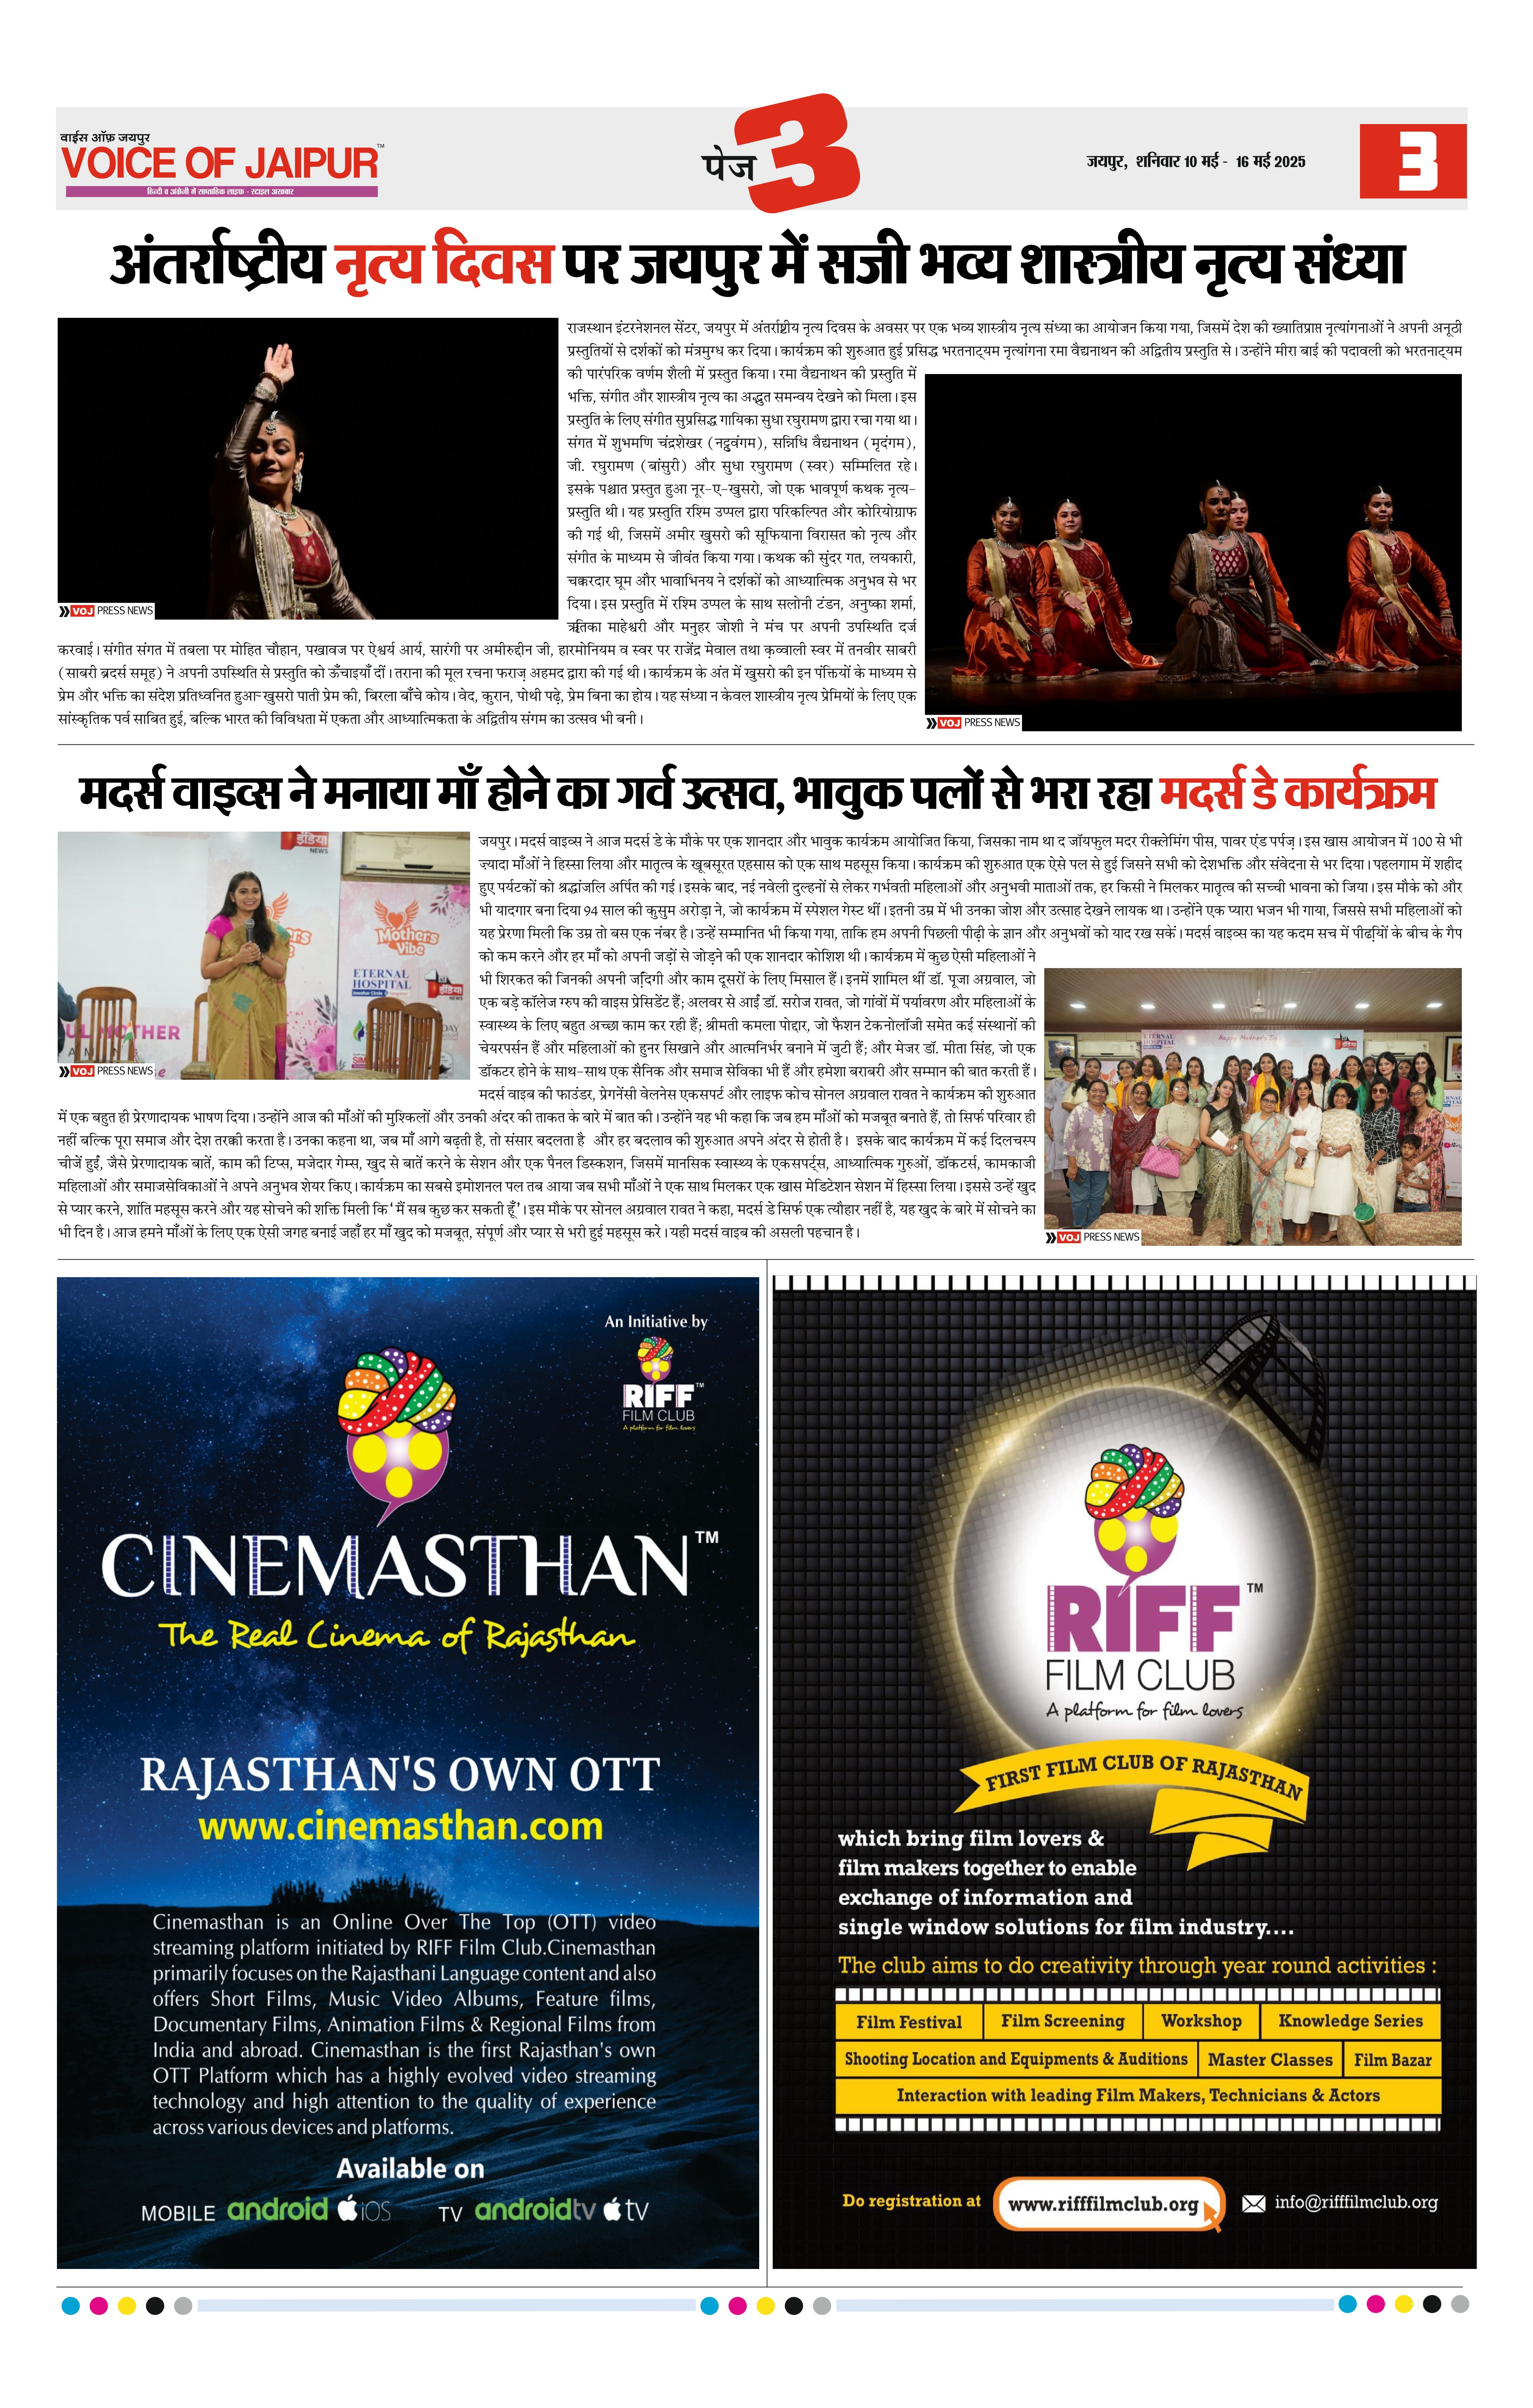 वाईस ऑफ़ जयपुर
VOICE OF JAIPUR™
हिन्दी व अंग्रेजी में साप्ताहिक लाइफ - स्टाइल अखबार
पेज 3
जयपुर, शनिवार 10 मई - 16 मई 2025
3
अंतर्राष्ट्रीय नृत्य दिवस पर जयपुर में सजी भव्य शास्त्रीय नृत्य संध्या
राजस्थान इंटरनेशनल सेंटर, जयपुर में अंतर्राष्ट्रीय नृत्य दिवस के अवसर पर एक भव्य शास्त्रीय नृत्य संध्या का आयोजन किया गया, जिसमें देश की ख्यातिप्राप्त नृत्यांगनाओं ने अपनी अनूठी
प्रस्तुतियों से दर्शकों को मंत्रमुग्ध कर दिया। कार्यक्रम की शुरुआत हुई प्रसिद्ध भरतनाट्यम नृत्यांगना रमा वैद्यनाथन की अद्वितीय प्रस्तुति से। उन्होंने मीरा बाई की पदावली को भरतनाट्यम
की पारंपरिक वर्णम शैली में प्रस्तुत किया। रमा वैद्यनाथन की प्रस्तुति में
भक्ति, संगीत और शास्त्रीय नृत्य का अद्भुत समन्वय देखने को मिला। इस
प्रस्तुति के लिए संगीत सुप्रसिद्ध गायिका सुधा रघुरामण द्वारा रचा गया था।
संगत में शुभमणि चंद्रशेखर (नट्टुवंगम), सन्निधि वैद्यनाथन (मृदंगम),
जी. रघुरामण (बांसुरी) और सुधा रघुरामण (स्वर) सम्मिलित रहे।
इसके पश्चात प्रस्तुत हुआ नूर-ए-खुसरो, जो एक भावपूर्ण कथक नृत्य-
प्रस्तुति थी। यह प्रस्तुति रश्मि उप्पल द्वारा परिकल्पित और कोरियोग्राफ
की गई थी, जिसमें अमीर खुसरो की सूफियाना विरासत को नृत्य और
संगीत के माध्यम से जीवंत किया गया। कथक की सुंदर गत, लयकारी,
चक्करदार घूम और भावाभिनय ने दर्शकों को आध्यात्मिक अनुभव से भर
दिया। इस प्रस्तुति में रश्मि उप्पल के साथ सलोनी टंडन, अनुष्का शर्मा,
ऋतिका माहेश्वरी और मनुहर जोशी ने मंच पर अपनी उपस्थिति दर्ज
करवाई। संगीत संगत में तबला पर मोहित चौहान, पखावज पर ऐश्वर्य आर्य, सारंगी पर अमीरुद्दीन जी, हारमोनियम व स्वर पर राजेंद्र मेवाल तथा क़व्वाली स्वर में तनवीर साबरी
(साबरी ब्रदर्स समूह) ने अपनी उपस्थिति से प्रस्तुति को ऊँचाइयाँ दीं। तराना की मूल रचना फराज़ अहमद द्वारा की गई थी। कार्यक्रम के अंत में खुसरो की इन पंक्तियों के माध्यम से
प्रेम और भक्ति का संदेश प्रतिध्वनित हुआ-खुसरो पाती प्रेम की, बिरला बाँचे कोय। वेद, कुरान, पोथी पढ़े, प्रेम बिना का होय। यह संध्या न केवल शास्त्रीय नृत्य प्रेमियों के लिए एक
सांस्कृतिक पर्व साबित हुई, बल्कि भारत की विविधता में एकता और आध्यात्मिकता के अद्वितीय संगम का उत्सव भी बनी।
VOJ PRESS NEWS
VOJ PRESS NEWS
मदर्स वाइव्स ने मनाया माँ होने का गर्व उत्सव, भावुक पलों से भरा रहा मदर्स डे कार्यक्रम
जयपुर। मदर्स वाइव्स ने आज मदर्स डे के मौके पर एक शानदार और भावुक कार्यक्रम आयोजित किया, जिसका नाम था द जॉयफुल मदर रीक्लेमिंग पीस, पावर एंड पर्पज़। इस खास आयोजन में 100 से भी
ज्यादा माँओं ने हिस्सा लिया और मातृत्व के खूबसूरत एहसास को एक साथ महसूस किया। कार्यक्रम की शुरुआत एक ऐसे पल से हुई जिसने सभी को देशभक्ति और संवेदना से भर दिया। पहलगाम में शहीद
हुए पर्यटकों को श्रद्धांजलि अर्पित की गई। इसके बाद, नई नवेली दुल्हनों से लेकर गर्भवती महिलाओं और अनुभवी माताओं तक, हर किसी ने मिलकर मातृत्व की सच्ची भावना को जिया। इस मौके को और
भी यादगार बना दिया 94 साल की कुसुम अरोड़ा ने, जो कार्यक्रम में स्पेशल गेस्ट थीं। इतनी उम्र में भी उनका जोश और उत्साह देखने लायक था। उन्होंने एक प्यारा भजन भी गाया, जिससे सभी महिलाओं को
यह प्रेरणा मिली कि उम्र तो बस एक नंबर है। उन्हें सम्मानित भी किया गया, ताकि हम अपनी पिछली पीढ़ी के ज्ञान और अनुभवों को याद रख सकें। मदर्स वाइव्स का यह कदम सच में पीढ़ियों के बीच के गैप
को कम करने और हर माँ को अपनी जड़ों से जोड़ने की एक शानदार कोशिश थी। कार्यक्रम में कुछ ऐसी महिलाओं ने
भी शिरकत की जिनकी अपनी ज़िंदगी और काम दूसरों के लिए मिसाल हैं। इनमें शामिल थीं डॉ. पूजा अग्रवाल, जो
एक बड़े कॉलेज ग्रुप की वाइस प्रेसिडेंट हैं; अलवर से आईं डॉ. सरोज रावत, जो गांवों में पर्यावरण और महिलाओं के
स्वास्थ्य के लिए बहुत अच्छा काम कर रही हैं; श्रीमती कमला पोद्दार, जो फैशन टेकनोलॉजी समेत कई संस्थानों की
चेयरपर्सन हैं और महिलाओं को हुनर सिखाने और आत्मनिर्भर बनाने में जुटी हैं; और मेजर डॉ. मीता सिंह, जो एक
डॉकटर होने के साथ-साथ एक सैनिक और समाज सेविका भी हैं और हमेशा बराबरी और सम्मान की बात करती हैं।
मदर्स वाइब की फाउंडर, प्रेगनेंसी वेलनेस एकसपर्ट और लाइफ कोच सोनल अग्रवाल रावत ने कार्यक्रम की शुरुआत
में एक बहुत ही प्रेरणादायक भाषण दिया। उन्होंने आज की माँओं की मुश्किलों और उनकी अंदर की ताकत के बारे में बात की। उन्होंने यह भी कहा कि जब हम माँओं को मजबूत बनाते हैं, तो सिर्फ परिवार ही
नहीं बल्कि पूरा समाज और देश तरक्की करता है। उनका कहना था, जब माँ आगे बढ़ती है, तो संसार बदलता है और हर बदलाव की शुरुआत अपने अंदर से होती है। इसके बाद कार्यक्रम में कई दिलचस्प
चीजें हुईं, जैसे प्रेरणादायक बातें, काम की टिप्स, मजेदार गेम्स, खुद से बातें करने के सेशन और एक पैनल डिस्कशन, जिसमें मानसिक स्वास्थ्य के एकसपर्ट्स, आध्यात्मिक गुरुओं, डॉकटर्स, कामकाजी
महिलाओं और समाजसेविकाओं ने अपने अनुभव शेयर किए। कार्यक्रम का सबसे इमोशनल पल तब आया जब सभी माँओं ने एक साथ मिलकर एक खास मेडिटेशन सेशन में हिस्सा लिया। इससे उन्हें खुद
से प्यार करने, शांति महसूस करने और यह सोचने की शक्ति मिली कि ‘मैं सब कुछ कर सकती हूँ’। इस मौके पर सोनल अग्रवाल रावत ने कहा, मदर्स डे सिर्फ एक त्यौहार नहीं है, यह खुद के बारे में सोचने का
भी दिन है। आज हमने माँओं के लिए एक ऐसी जगह बनाई जहाँ हर माँ खुद को मजबूत, संपूर्ण और प्यार से भरी हुई महसूस करे। यही मदर्स वाइब की असली पहचान है।
इंडिया
NEWS
Mothers
Vibe
ETERNAL
HOSPITAL
इंडिया
NEWS
VOJ PRESS NEWS
ETERNAL
HOSPITAL
VOJ PRESS NEWS
An Initiative by
RIFF™
FILM CLUB
A platform for film lovers
CINEMASTHAN™
The Real Cinema of Rajasthan
RAJASTHAN'S OWN OTT
www.cinemasthan.com
Cinemasthan is an Online Over The Top (OTT) video
streaming platform initiated by RIFF Film Club.Cinemasthan
primarily focuses on the Rajasthani Language content and also
offers Short Films, Music Video Albums, Feature films,
Documentary Films, Animation Films & Regional Films from
India and abroad. Cinemasthan is the first Rajasthan's own
OTT Platform which has a highly evolved video streaming
technology and high attention to the quality of experience
across various devices and platforms.
Available on
MOBILE android iOS TV androidtv tv
RIFF™
FILM CLUB
A platform for film lovers
FIRST FILM CLUB OF RAJASTHAN
which bring film lovers &
film makers together to enable
exchange of information and
single window solutions for film industry....
The club aims to do creativity through year round activities :
Film Festival Film Screening Workshop Knowledge Series
Shooting Location and Equipments & Auditions Master Classes Film Bazar
Interaction with leading Film Makers, Technicians & Actors
Do registration at www.rifffilmclub.org info@rifffilmclub.org